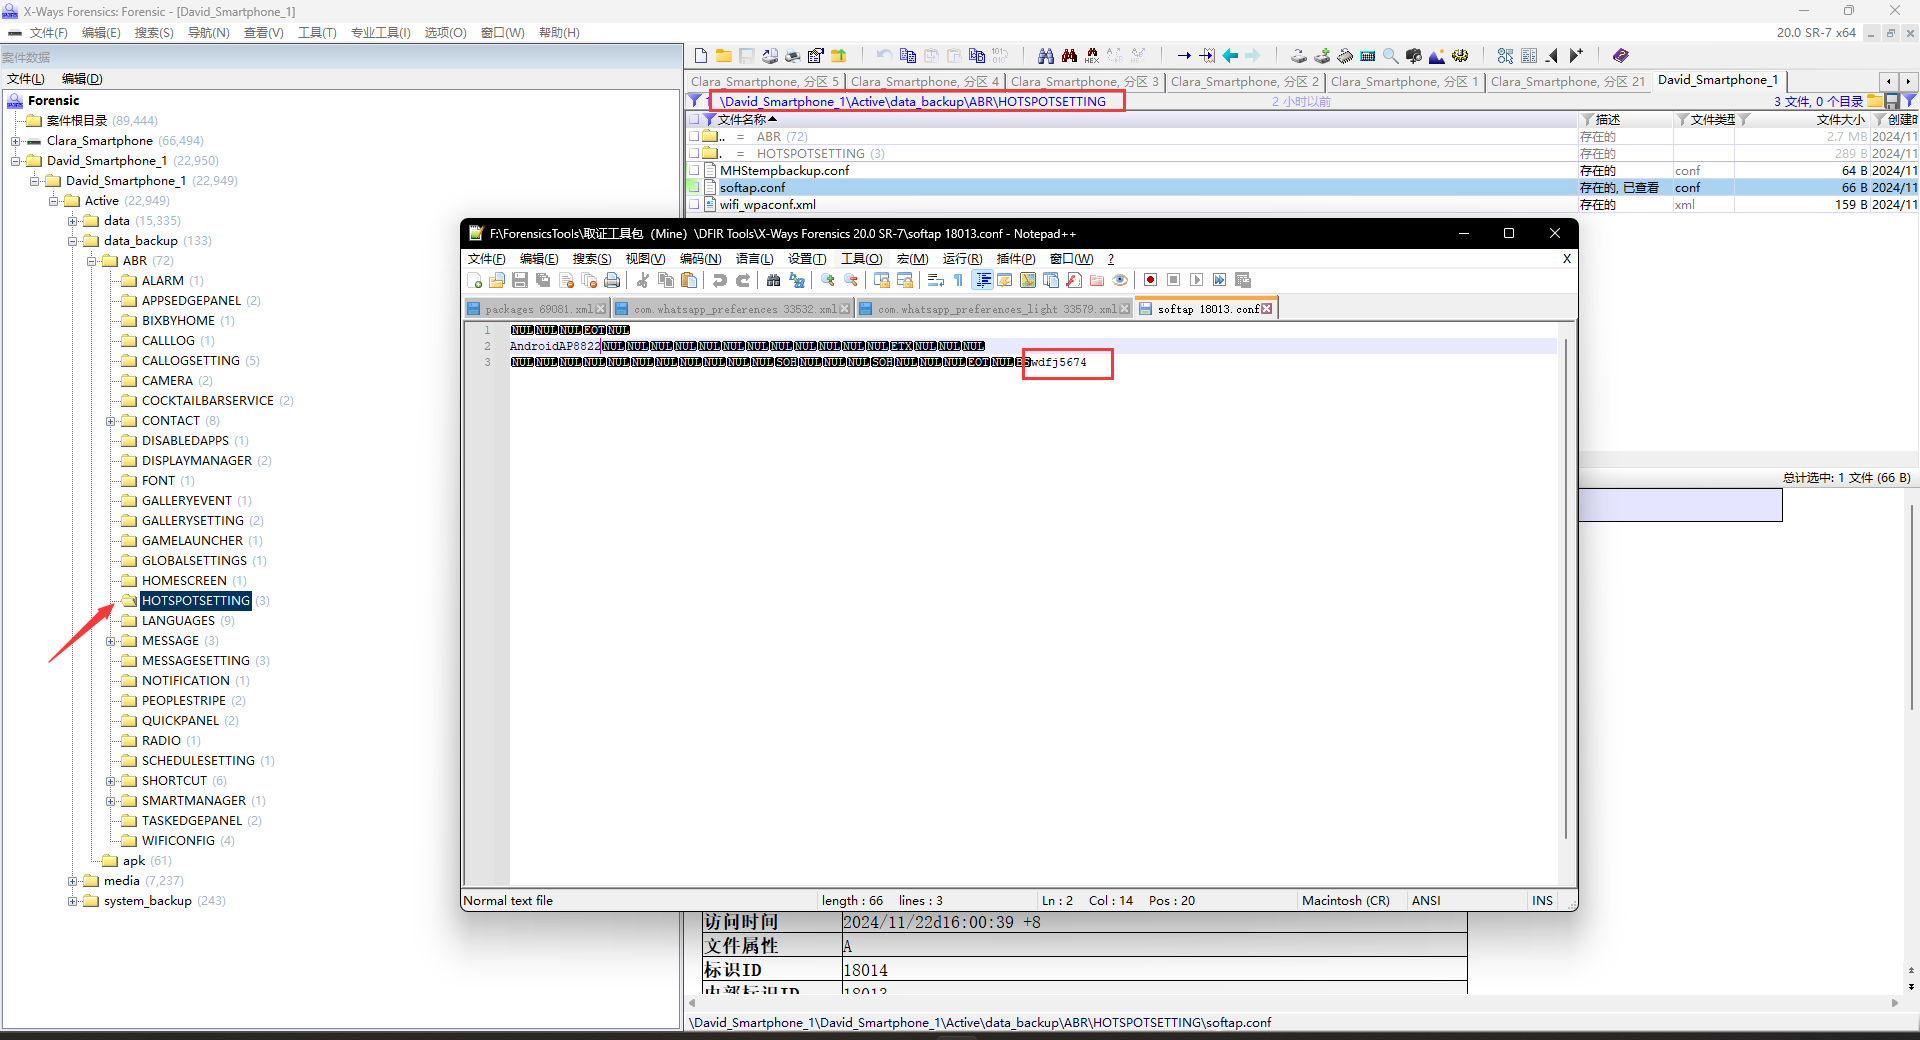 X-Ways Forensics: Forensic - [David_Smartphone_1]
文件(F) 编辑(E) 搜索(S) 导航(N) 查看(V) 工具(T) 专业工具(I) 选项(O) 窗口(W) 帮助(H)
20.0 SR-7 x64
案件数据
文件(L) 编辑(D)
Forensic
案件根目录 (89,444)
Clara_Smartphone (66,494)
David_Smartphone_1 (22,950)
David_Smartphone_1 (22,949)
Active (22,949)
data (15,335)
data_backup (133)
ABR (72)
ALARM (1)
APPSEDGEPANEL (2)
BIXBYHOME (1)
CALLLOG (1)
CALLOGSETTING (5)
CAMERA (2)
COCKTAILBARSERVICE (2)
CONTACT (8)
DISABLEDAPPS (1)
DISPLAYMANAGER (2)
FONT (1)
GALLERYEVENT (1)
GALLERYSETTING (2)
GAMELAUNCHER (1)
GLOBALSETTINGS (1)
HOMESCREEN (1)
HOTSPOTSETTING (3)
LANGUAGES (9)
MESSAGE (3)
MESSAGESETTING (3)
NOTIFICATION (1)
PEOPLESTRIPE (2)
QUICKPANEL (2)
RADIO (1)
SCHEDULESETTING (1)
SHORTCUT (6)
SMARTMANAGER (1)
TASKEDGEPANEL (2)
WIFICONFIG (4)
apk (61)
media (7,237)
system_backup (243)
Clara_Smartphone, 分区 5 Clara_Smartphone, 分区 4 Clara_Smartphone, 分区 3 Clara_Smartphone, 分区 2 Clara_Smartphone, 分区 1 Clara_Smartphone, 分区 21 David_Smartphone_1
\David_Smartphone_1\Active\data_backup\ABR\HOTSPOTSETTING
2 小时以前
3 文件, 0 个目录
文件名称 描述 文件类型 文件大小 创建时
.. = ABR (72) 存在的 2.7 MB 2024/11
. = HOTSPOTSETTING (3) 存在的 289 B 2024/11
MHStempbackup.conf 存在的 conf 64 B 2024/11
softap.conf 存在的, 已查看 conf 66 B 2024/11
wifi_wpaconf.xml 存在的 xml 159 B 2024/11
F:\ForensicsTools\取证工具包（Mine）\DFIR Tools\X-Ways Forensics 20.0 SR-7\softap 18013.conf - Notepad++
文件(F) 编辑(E) 搜索(S) 视图(V) 编码(N) 语言(L) 设置(T) 工具(O) 宏(M) 运行(R) 插件(P) 窗口(W) ? X
packages 69081.xml com.whatsapp_preferences 33532.xml com.whatsapp_preferences_light 33579.xml softap 18013.conf
1 NULNULNULEOTNUL
2 AndroidAP8822NULNULNULNULNULNULNULNULNULNULNULNULETXNULNULNUL
3 NULNULNULNULNULNULNULNULNULNULNULSOHNULNULNULSOHNULNULNULEOTNULBSwdfj5674
Normal text file length : 66 lines : 3 Ln : 2 Col : 14 Pos : 20 Macintosh (CR) ANSI INS
总计选中: 1 文件 (66 B)
访问时间 2024/11/22d16:00:39 +8
文件属性 A
标识ID 18014
内部标识ID 18013
\David_Smartphone_1\David_Smartphone_1\Active\data_backup\ABR\HOTSPOTSETTING\softap.conf